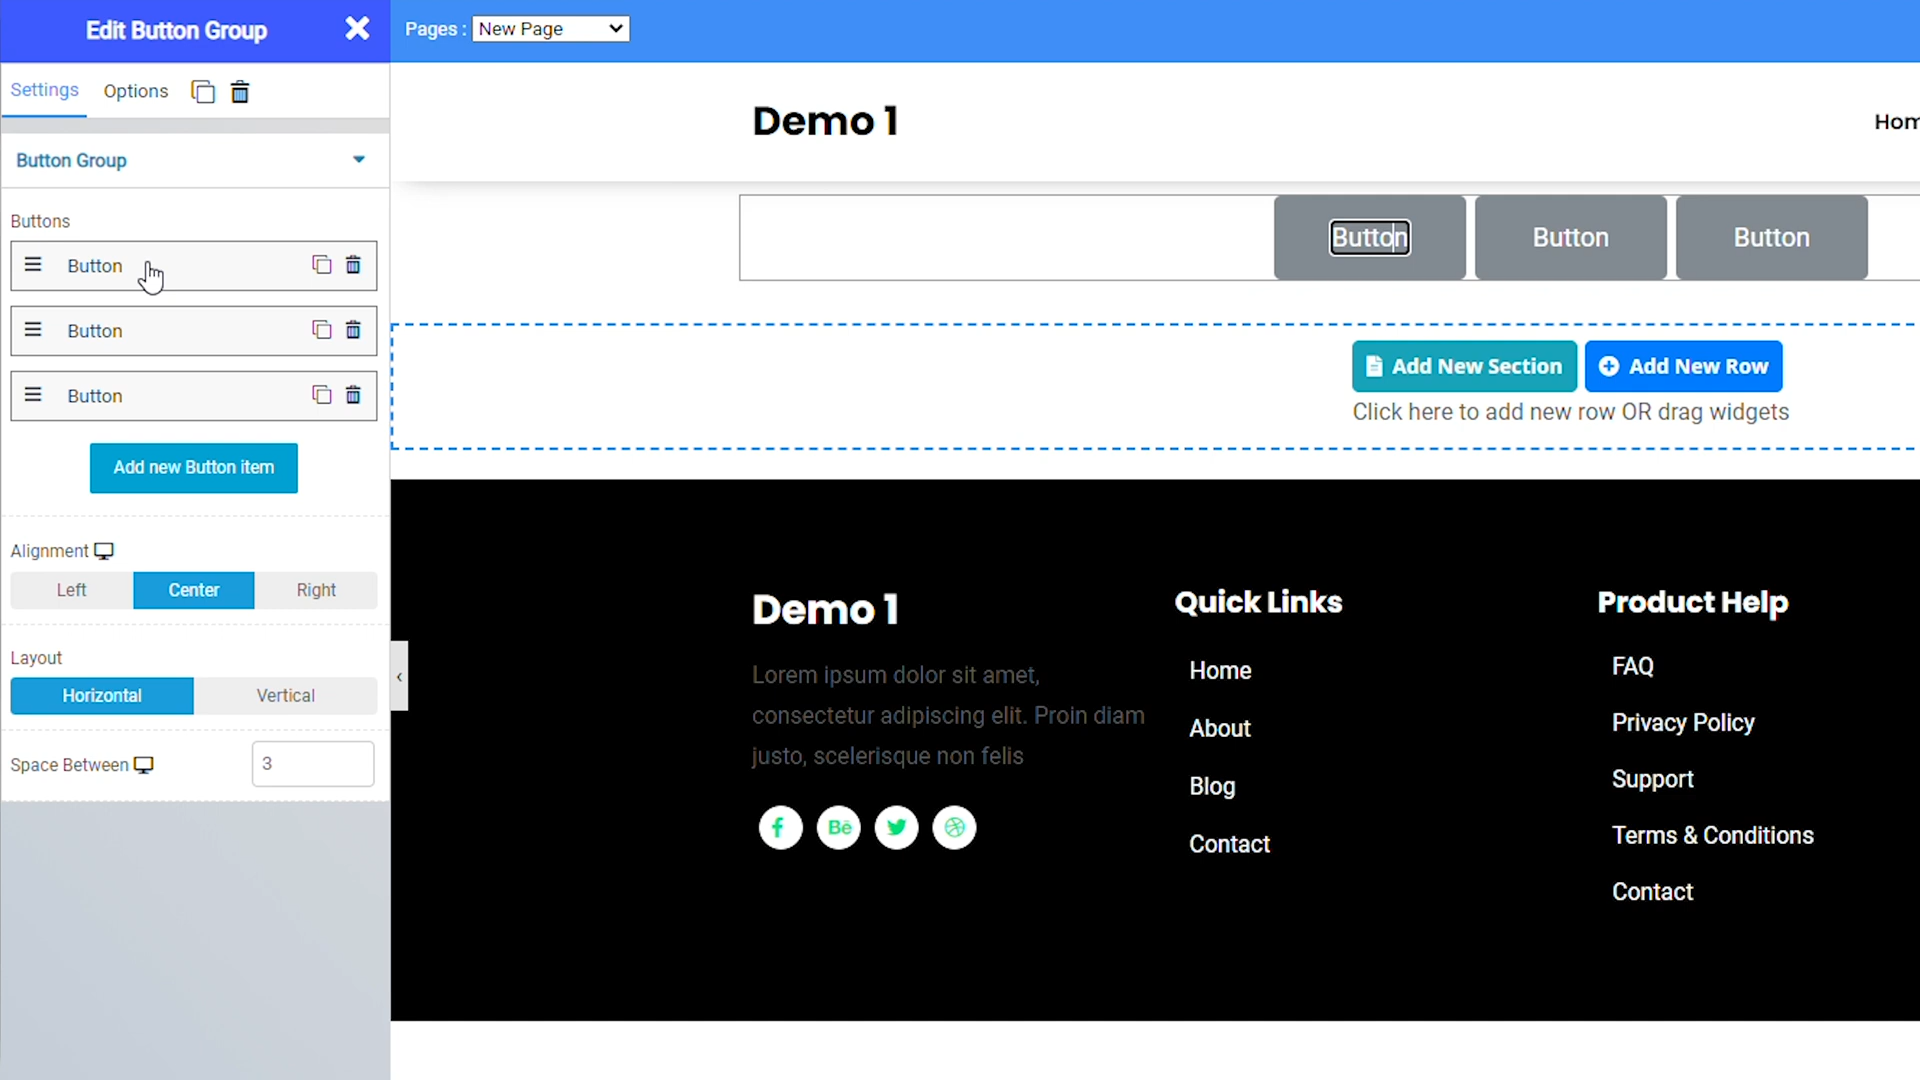 Edit Button Group
Pages : New Page
Settings Options
Demo 1
Hom
Button Group
Buttons
Button
Button
Button
Button
Button
Button
Add new Button item
Add New Section
Add New Row
Click here to add new row OR drag widgets
Alignment
Left Center Right
Layout
Horizontal Vertical
Space Between 3
Demo 1
Lorem ipsum dolor sit amet,
consectetur adipiscing elit. Proin diam
justo, scelerisque non felis
Bē
Quick Links
Home
About
Blog
Contact
Product Help
FAQ
Privacy Policy
Support
Terms & Conditions
Contact